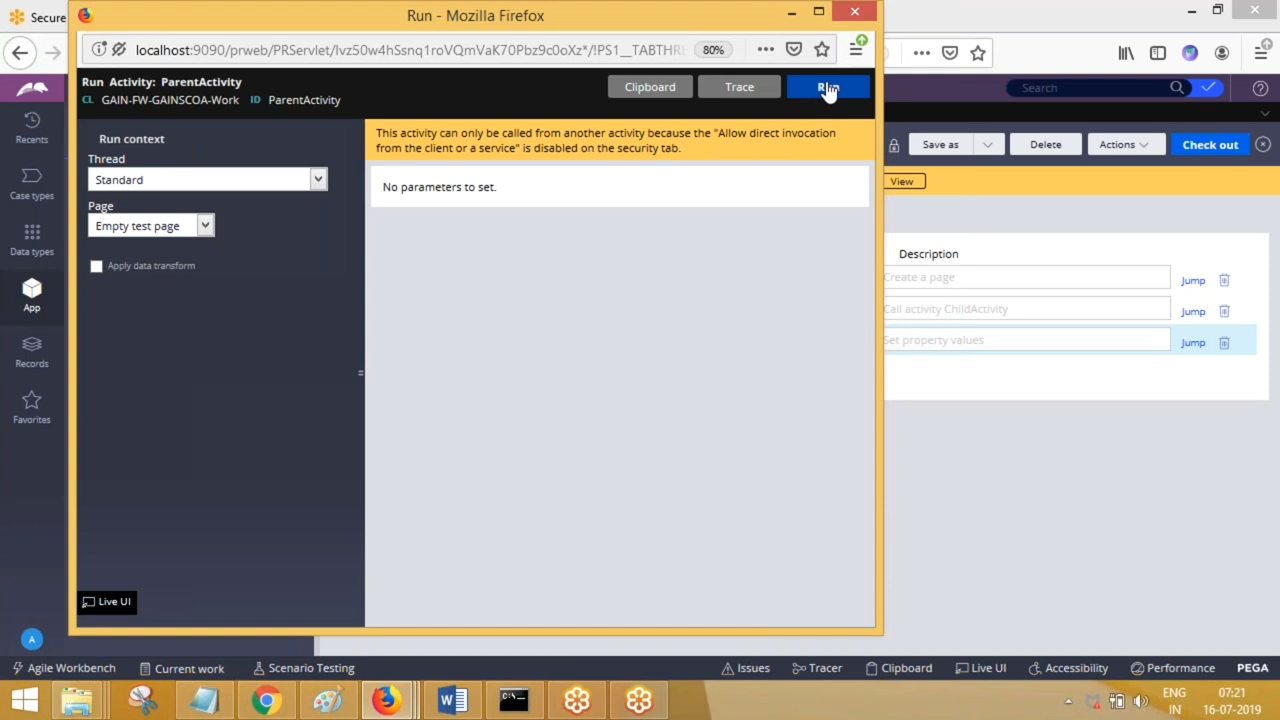 Secure
Run - Mozilla Firefox
localhost:9090/prweb/PRServlet/
80%
Run Activity: ParentActivity
CL GAIN-FW-GAINSCOA-Work ID ParentActivity
Clipboard
Trace
Search
Recents
Case types
Data types
App
Records
Favorites
Run context
Thread
Standard
Page
Empty test page
Apply data transform
This activity can only be called from another activity because the "Allow direct invocation
from the client or a service" is disabled on the security tab.
No parameters to set.
Save as
Delete
Actions
Check out
View
Description
Create a page
Jump
Call activity ChildActivity
Jump
Set property values
Jump
Live UI
A
Agile Workbench
Current work
Scenario Testing
Issues
Tracer
Clipboard
Live UI
Accessibility
Performance
PEGA
ENG
IN
07:21
16-07-2019